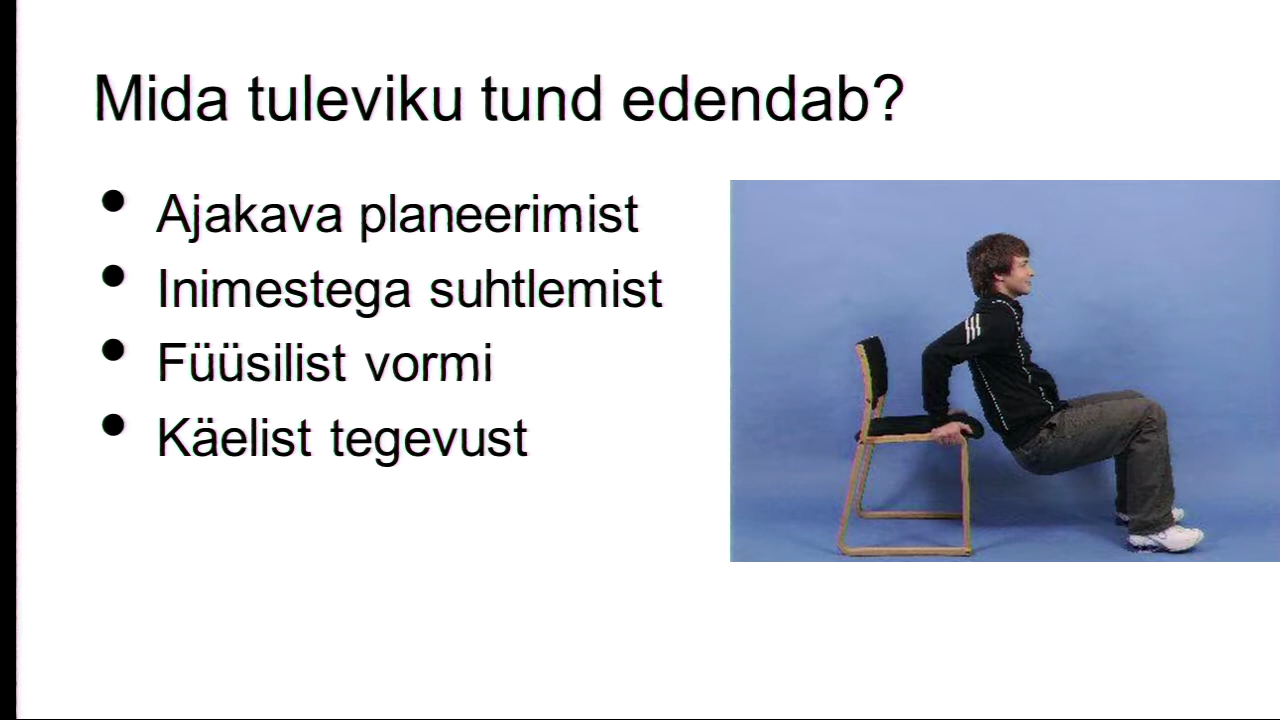 Mida tuleviku tund edendab?
• Ajakava planeerimist
• Inimestega suhtlemist
• Füüsilist vormi
• Käelist tegevust